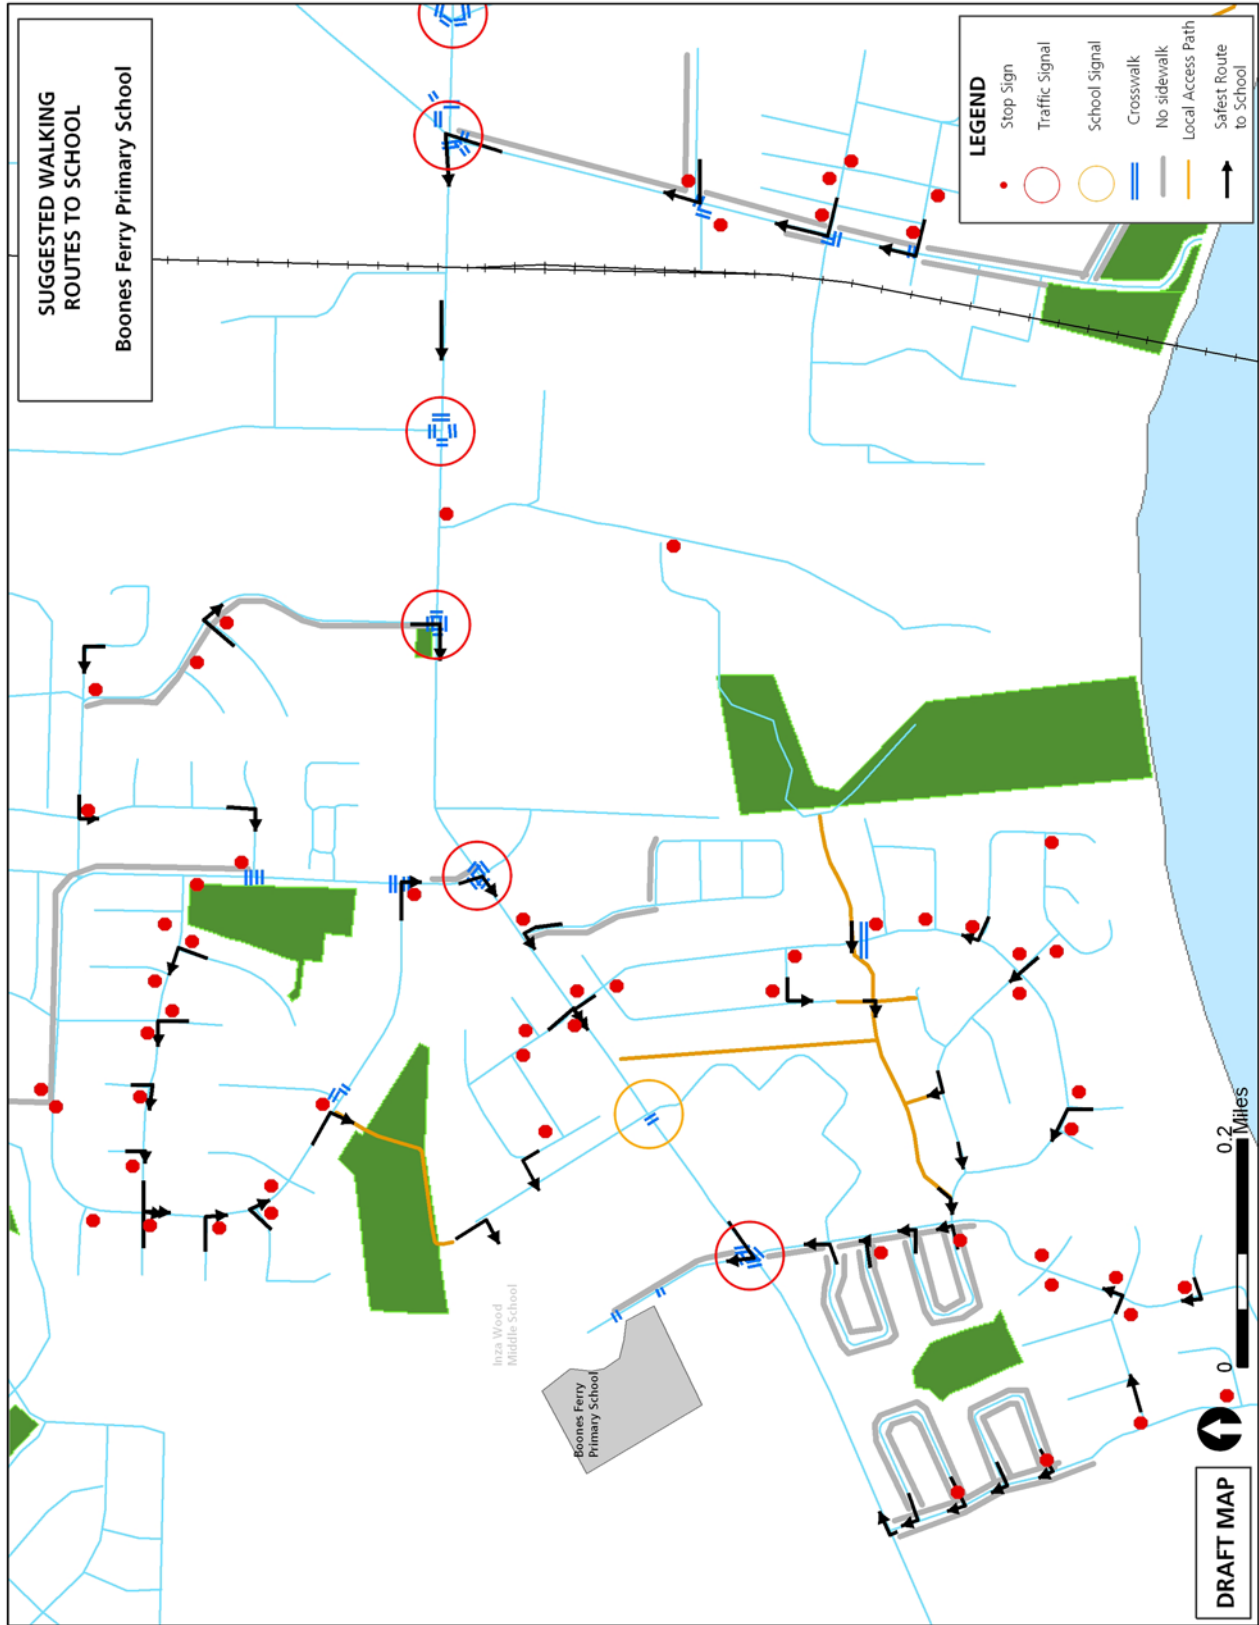 SUGGESTED WALKING
ROUTES TO SCHOOL
Boones Ferry Primary School
LEGEND
Stop Sign
Traffic Signal
School Signal
Crosswalk
No sidewalk
Local Access Path
Safest Route
to School
Inza Wood
Middle School
Boones Ferry
Primary School
0 0.2
Miles
DRAFT MAP